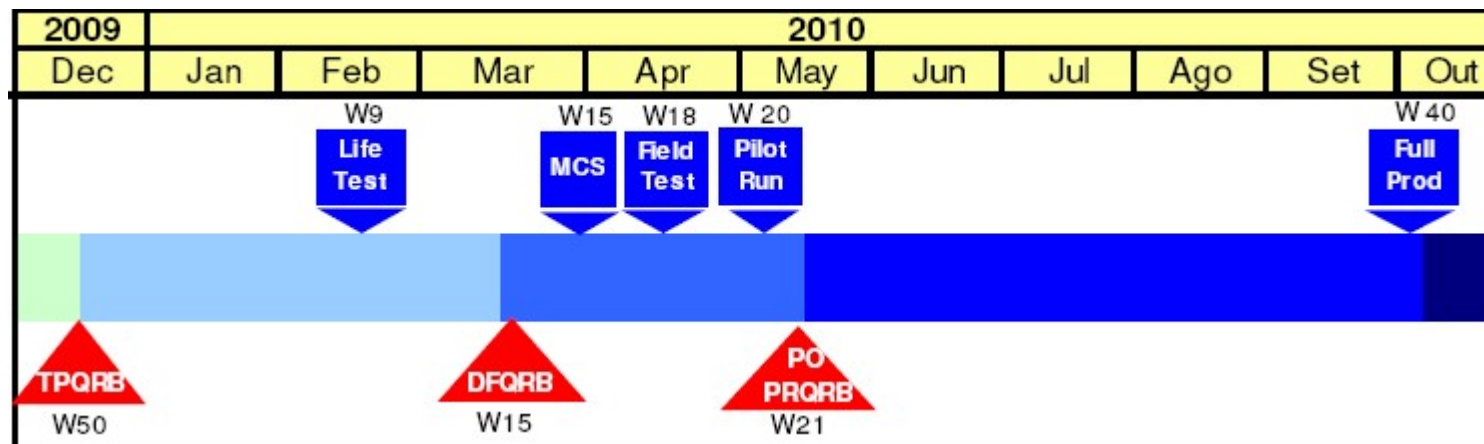 2009 2010
Dec Jan Feb Mar Apr May Jun Jul Ago Set Out
W9 W15 W18 W 20 W 40
Life Test
MCS
Field Test
Pilot Run
Full Prod
TPQRB
DFQRB
PO PRQRB
W50 W15 W21